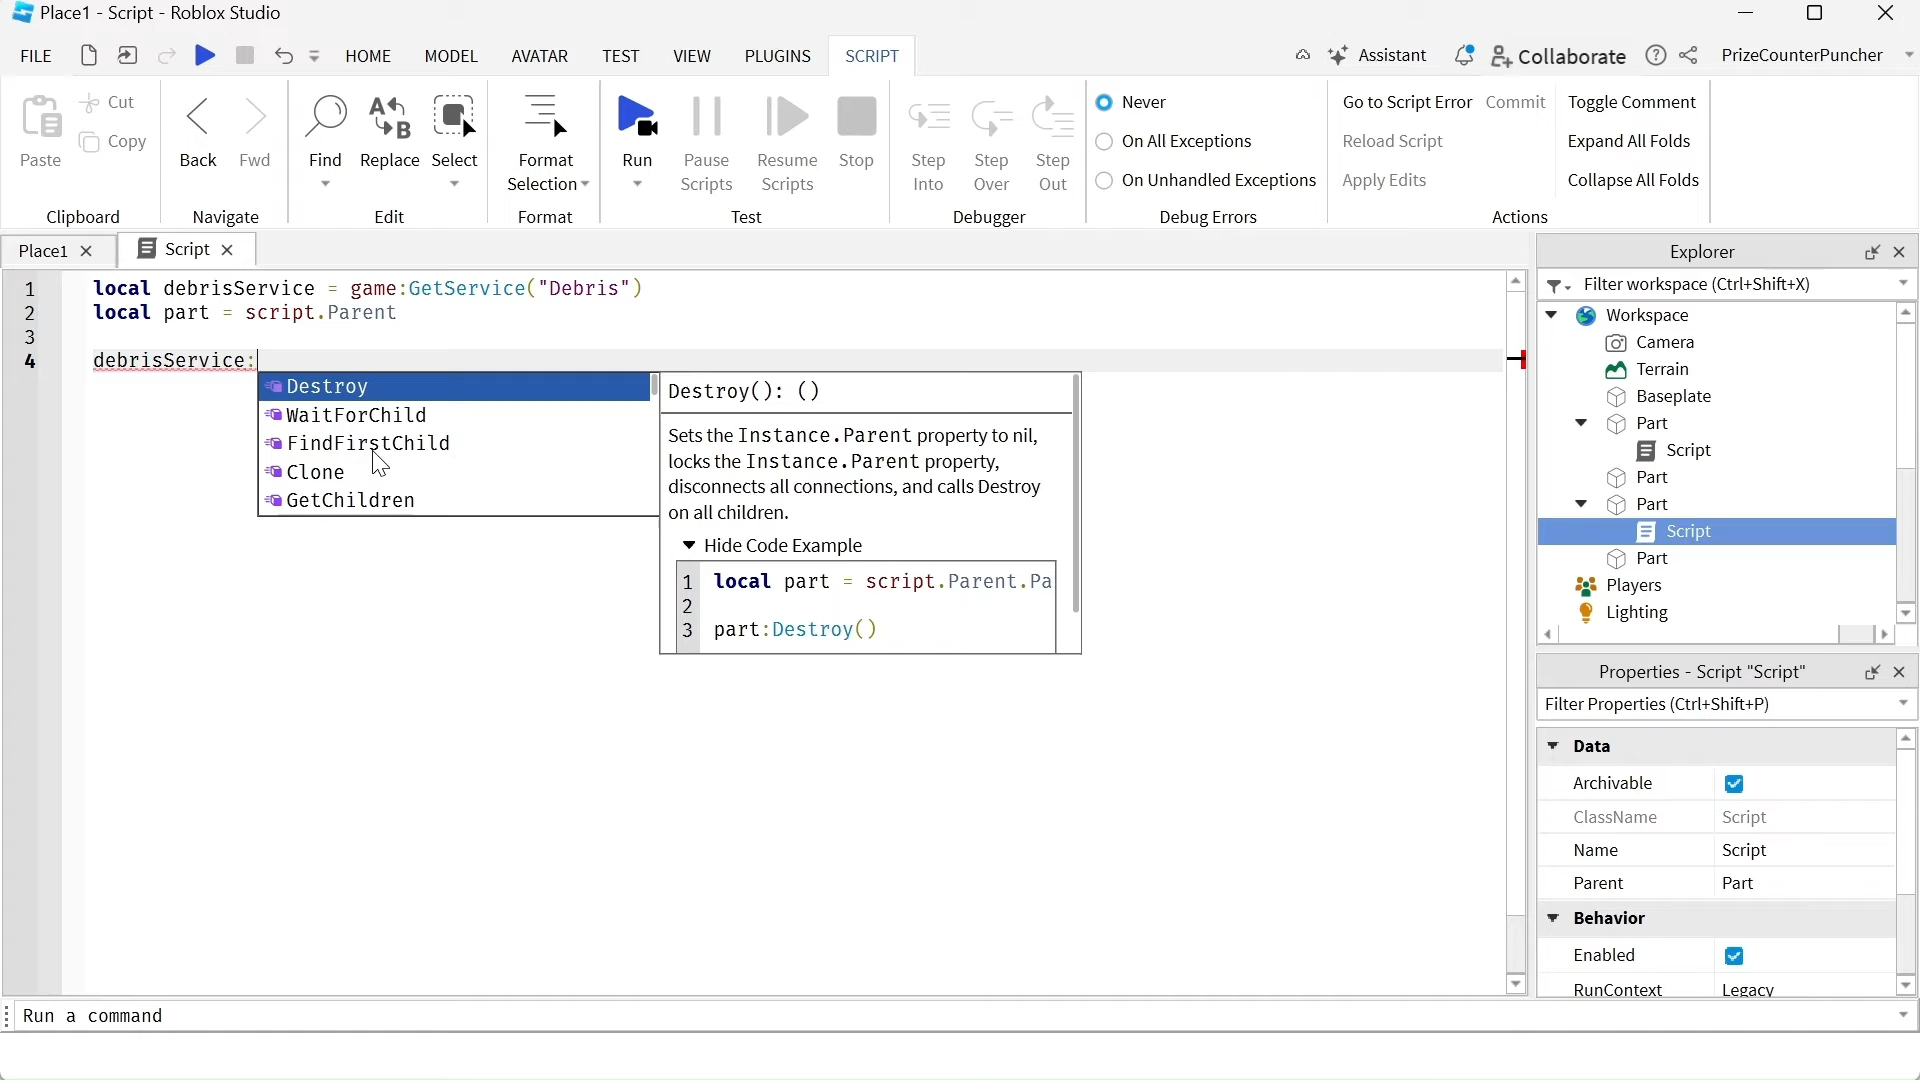 Place1 - Script - Roblox Studio
FILE HOME MODEL AVATAR TEST VIEW PLUGINS SCRIPT Assistant Collaborate PrizeCounterPuncher
Paste Cut Copy
Clipboard
Back Fwd
Navigate
Find Replace Select
Edit
Format Selection
Format
Run Pause Scripts Resume Scripts Stop
Test
Step Into Step Over Step Out
Debugger
Never
On All Exceptions
On Unhandled Exceptions
Debug Errors
Go to Script Error Commit Toggle Comment
Reload Script Expand All Folds
Apply Edits Collapse All Folds
Actions
Place1 Script
1 local debrisService = game:GetService("Debris")
2 local part = script.Parent
3
4 debrisService:
Destroy
WaitForChild
FindFirstChild
Clone
GetChildren
Destroy(): ()
Sets the Instance.Parent property to nil,
locks the Instance.Parent property,
disconnects all connections, and calls Destroy
on all children.
Hide Code Example
1 local part = script.Parent.Pa
2
3 part:Destroy()
Explorer
Filter workspace (Ctrl+Shift+X)
Workspace
Camera
Terrain
Baseplate
Part
Script
Part
Part
Script
Part
Players
Lighting
Properties - Script "Script"
Filter Properties (Ctrl+Shift+P)
Data
Archivable
ClassName Script
Name Script
Parent Part
Behavior
Enabled
RunContext Legacy
Run a command